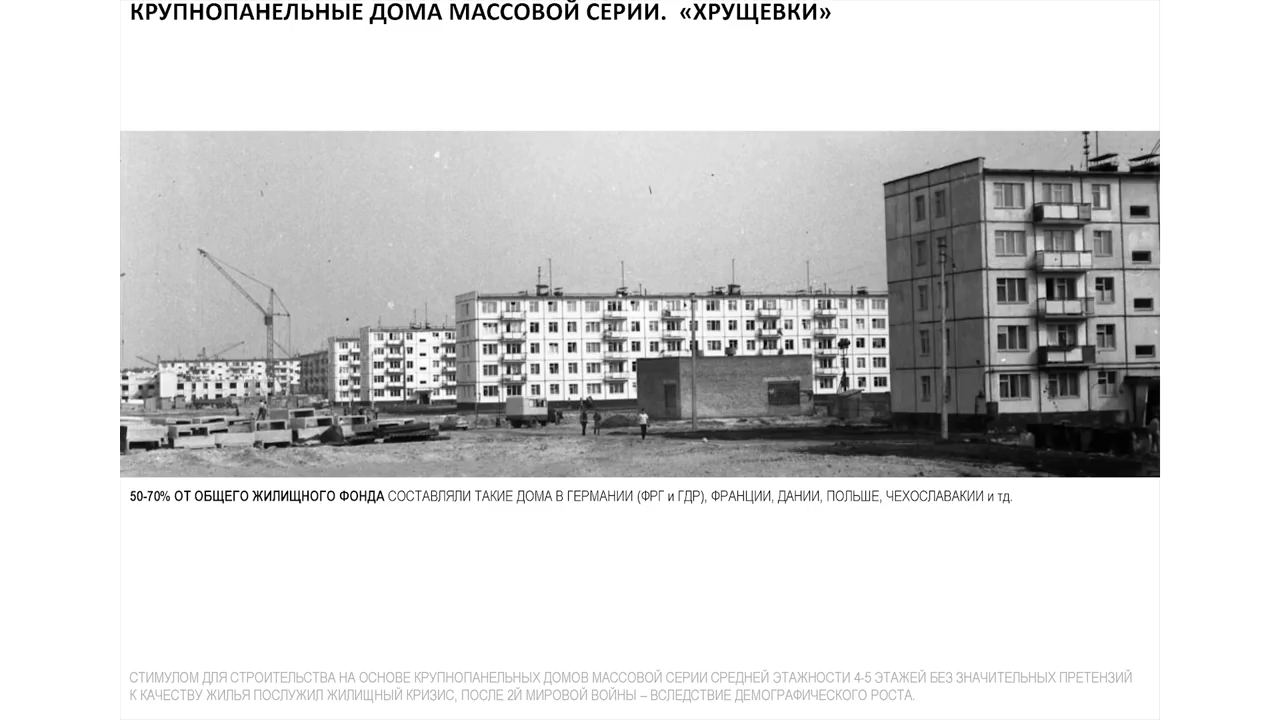 КРУПНОПАНЕЛЬНЫЕ ДОМА МАССОВОЙ СЕРИИ. «ХРУЩЕВКИ»
50-70% ОТ ОБЩЕГО ЖИЛИЩНОГО ФОНДА СОСТАВЛЯЛИ ТАКИЕ ДОМА В ГЕРМАНИИ (ФРГ и ГДР), ФРАНЦИИ, ДАНИИ, ПОЛЬШЕ, ЧЕХОСЛАВАКИИ и тд.
СТИМУЛОМ ДЛЯ СТРОИТЕЛЬСТВА НА ОСНОВЕ КРУПНОПАНЕЛЬНЫХ ДОМОВ МАССОВОЙ СЕРИИ СРЕДНЕЙ ЭТАЖНОСТИ 4-5 ЭТАЖЕЙ БЕЗ ЗНАЧИТЕЛЬНЫХ ПРЕТЕНЗИЙ
К КАЧЕСТВУ ЖИЛЬЯ ПОСЛУЖИЛ ЖИЛИЩНЫЙ КРИЗИС, ПОСЛЕ 2Й МИРОВОЙ ВОЙНЫ – ВСЛЕДСТВИЕ ДЕМОГРАФИЧЕСКОГО РОСТА.